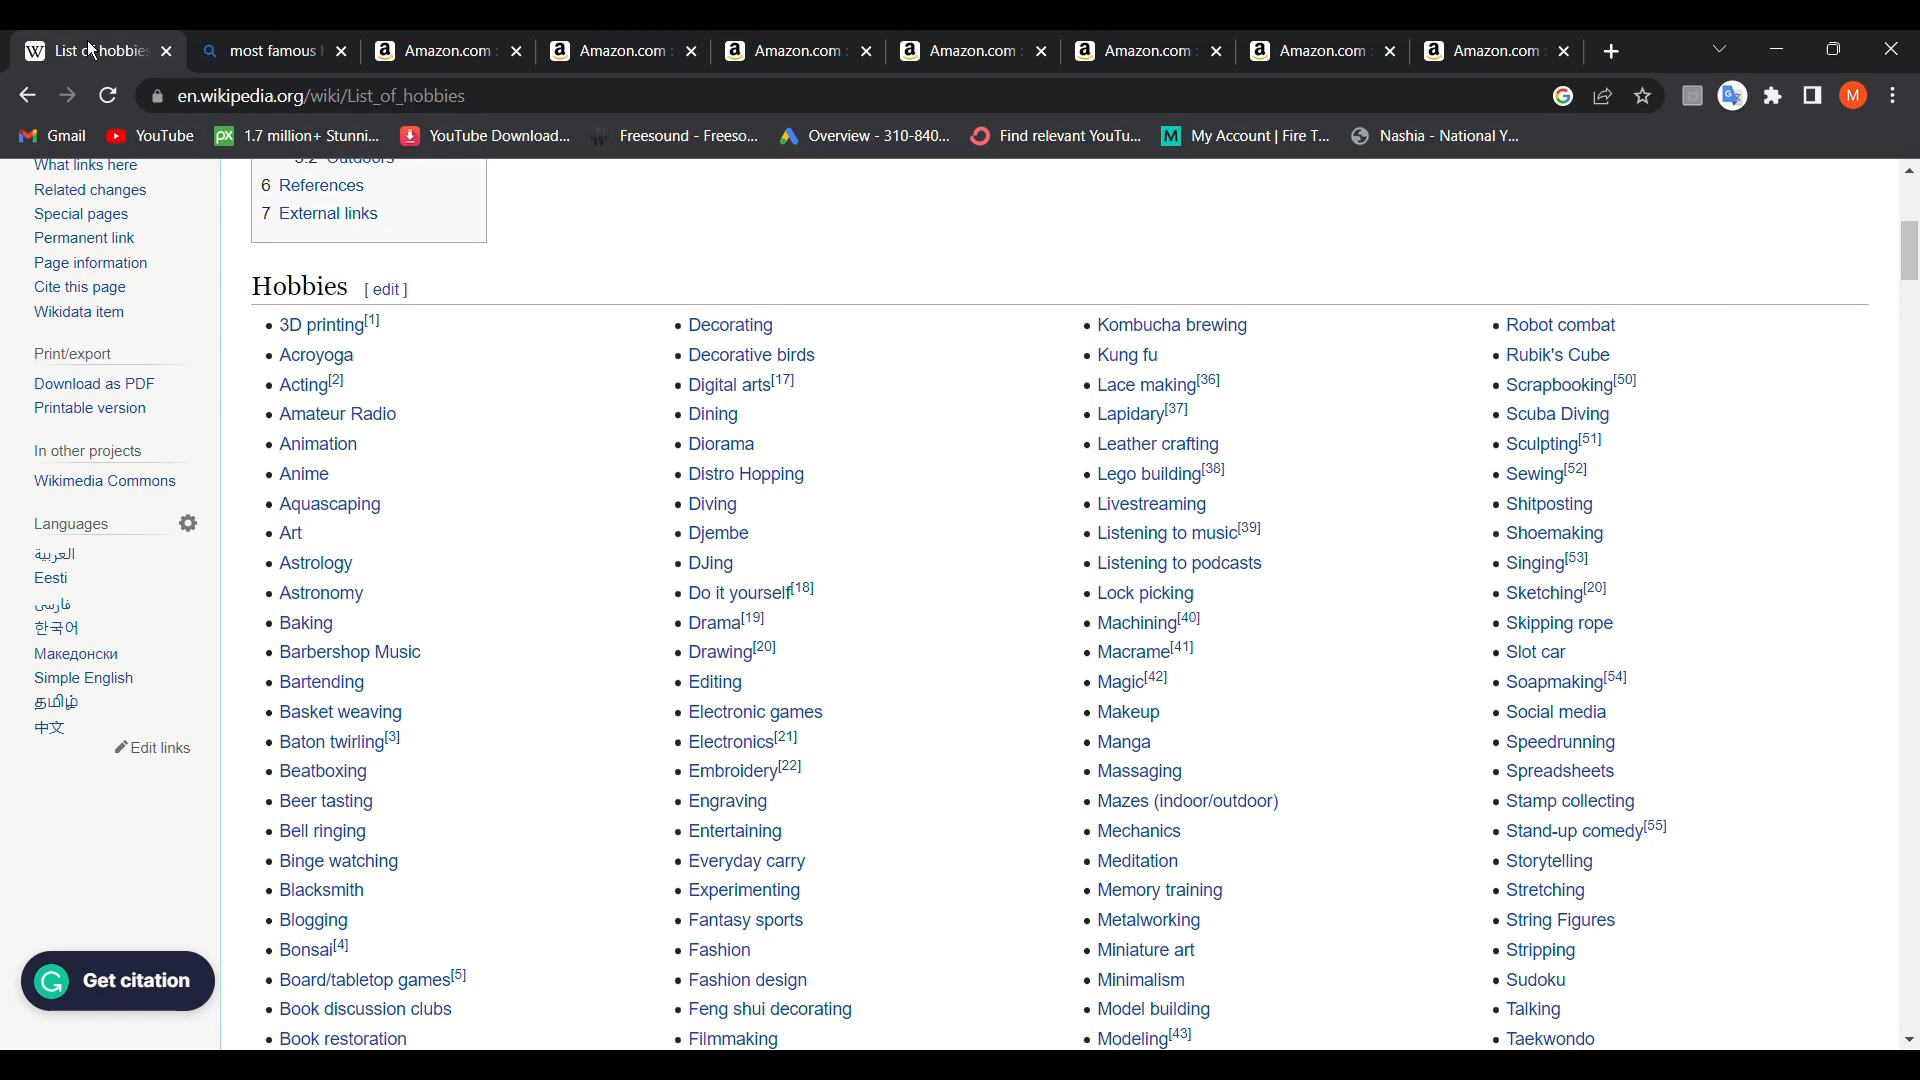 List of hobbies
most famous
Amazon.com :
Amazon.com :
Amazon.com :
Amazon.com :
Amazon.com :
Amazon.com :
Amazon.com :
en.wikipedia.org/wiki/List_of_hobbies
M
Gmail
YouTube
1.7 million+ Stunni...
YouTube Download...
Freesound - Freeso...
Overview - 310-840...
Find relevant YouTu...
My Account | Fire T...
Nashia - National Y...
What links here
Related changes
Special pages
Permanent link
Page information
Cite this page
Wikidata item
Print/export
Download as PDF
Printable version
In other projects
Wikimedia Commons
Languages
العربية
Eesti
فارسی
한국어
Македонски
Simple English
தமிழ்
中文
Edit links
Get citation
5.2 Outdoors
6 References
7 External links
Hobbies [ edit ]
• 3D printing[1]
• Acroyoga
• Acting[2]
• Amateur Radio
• Animation
• Anime
• Aquascaping
• Art
• Astrology
• Astronomy
• Baking
• Barbershop Music
• Bartending
• Basket weaving
• Baton twirling[3]
• Beatboxing
• Beer tasting
• Bell ringing
• Binge watching
• Blacksmith
• Blogging
• Bonsai[4]
• Board/tabletop games[5]
• Book discussion clubs
• Book restoration
• Decorating
• Decorative birds
• Digital arts[17]
• Dining
• Diorama
• Distro Hopping
• Diving
• Djembe
• DJing
• Do it yourself[18]
• Drama[19]
• Drawing[20]
• Editing
• Electronic games
• Electronics[21]
• Embroidery[22]
• Engraving
• Entertaining
• Everyday carry
• Experimenting
• Fantasy sports
• Fashion
• Fashion design
• Feng shui decorating
• Filmmaking
• Kombucha brewing
• Kung fu
• Lace making[36]
• Lapidary[37]
• Leather crafting
• Lego building[38]
• Livestreaming
• Listening to music[39]
• Listening to podcasts
• Lock picking
• Machining[40]
• Macrame[41]
• Magic[42]
• Makeup
• Manga
• Massaging
• Mazes (indoor/outdoor)
• Mechanics
• Meditation
• Memory training
• Metalworking
• Miniature art
• Minimalism
• Model building
• Modeling[43]
• Robot combat
• Rubik's Cube
• Scrapbooking[50]
• Scuba Diving
• Sculpting[51]
• Sewing[52]
• Shitposting
• Shoemaking
• Singing[53]
• Sketching[20]
• Skipping rope
• Slot car
• Soapmaking[54]
• Social media
• Speedrunning
• Spreadsheets
• Stamp collecting
• Stand-up comedy[55]
• Storytelling
• Stretching
• String Figures
• Stripping
• Sudoku
• Talking
• Taekwondo